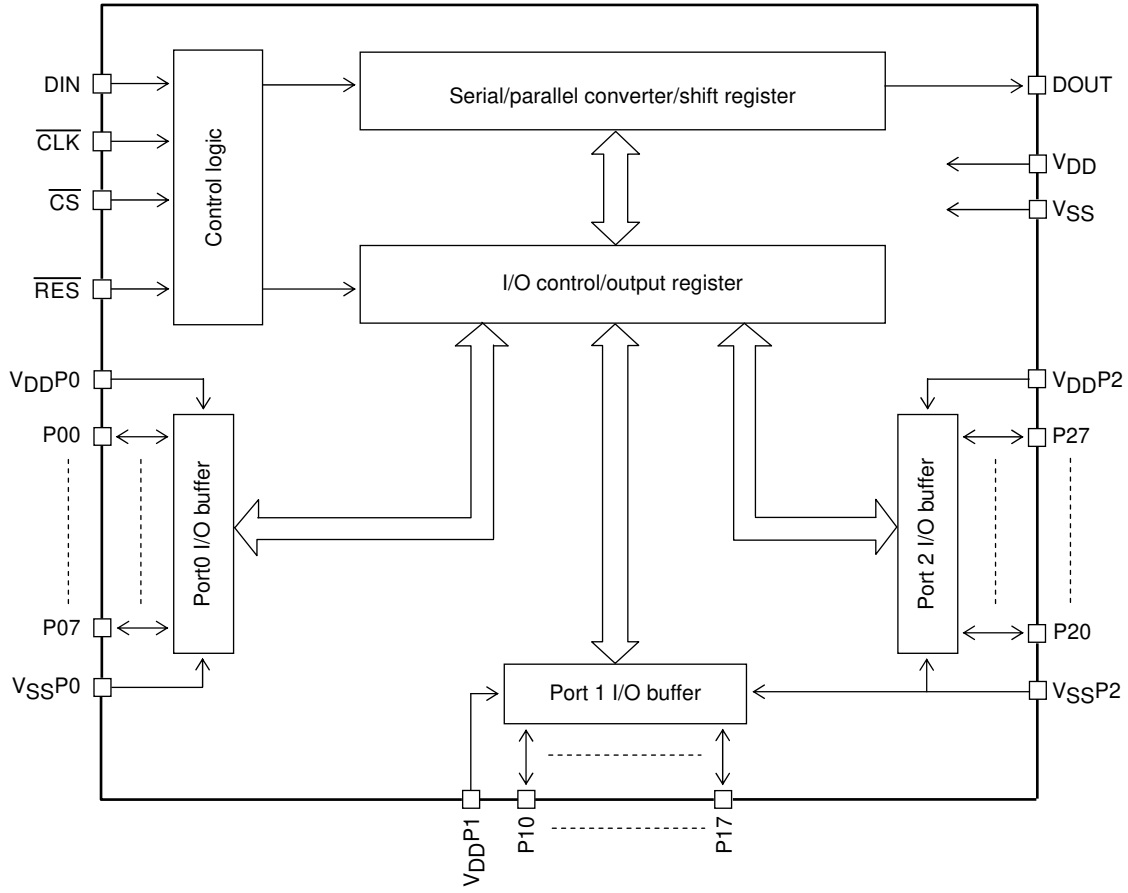 DIN
CLK
CS
RES
Control logic
Serial/parallel converter/shift register
DOUT
VDD
VSS
I/O control/output register
VDDP0
P00
Port0 I/O buffer
P07
VSSP0
VDDP2
P27
Port 2 I/O buffer
P20
VSSP2
Port 1 I/O buffer
VDDP1
P10
P17